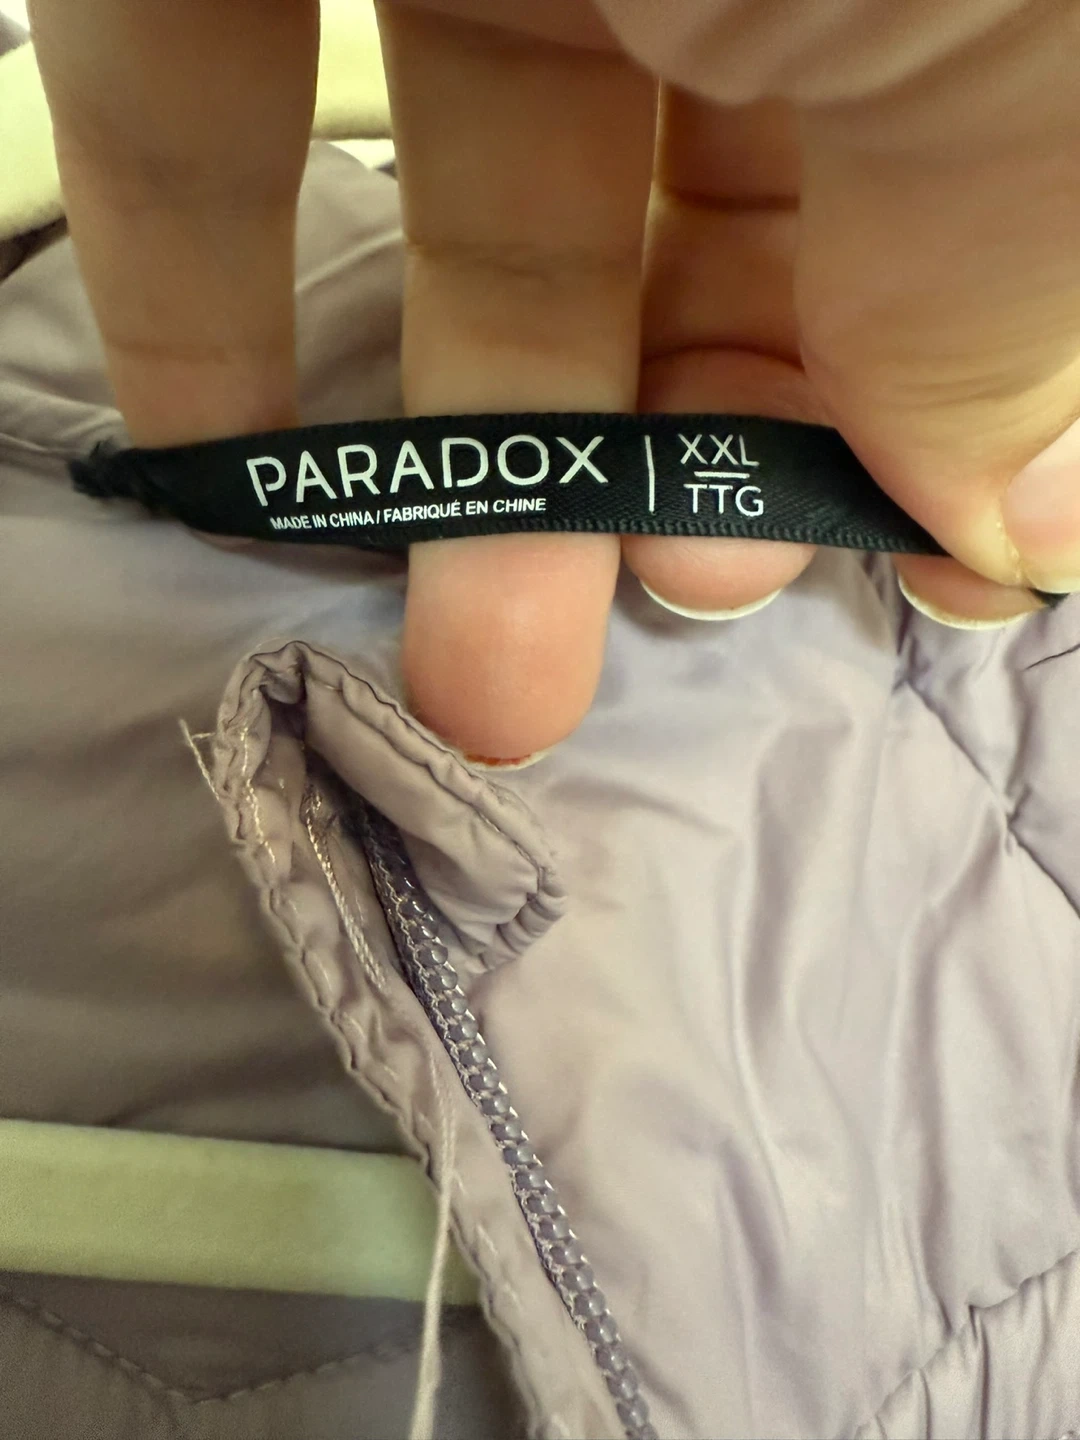 PARADOX
MADE IN CHINA / FABRIQUÉ EN CHINE
XXL
TTG